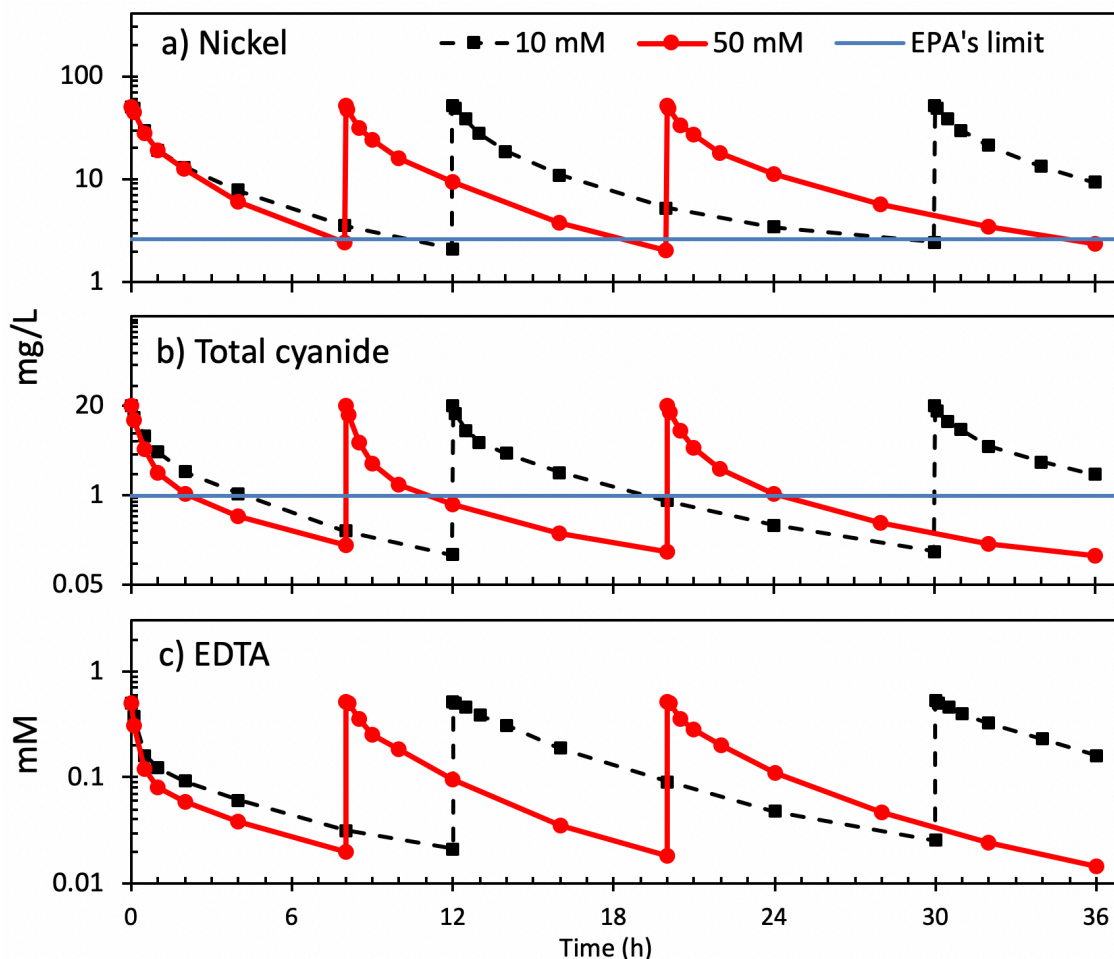 a) Nickel
10 mM
50 mM
EPA's limit
100
10
1
mg/L
b) Total cyanide
20
1
0.05
c) EDTA
1
0.1
0.01
mM
0 6 12 18 24 30 36
Time (h)